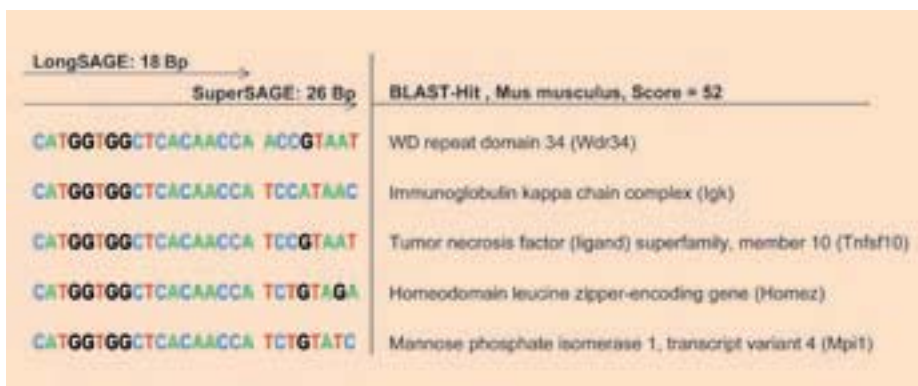 LongSAGE: 18 Bp
SuperSAGE: 26 Bp
BLAST-Hit , Mus musculus, Score = 52
CATGGTGGCTCACAACCA ACCGTAAT WD repeat domain 34 (Wdr34)
CATGGTGGCTCACAACCA TCCATAAC Immunoglobulin kappa chain complex (Igk)
CATGGTGGCTCACAACCA TCCGTAAT Tumor necrosis factor (ligand) superfamily, member 10 (Tnfsf10)
CATGGTGGCTCACAACCA TCTGTAGA Homeodomain leucine zipper-encoding gene (Homez)
CATGGTGGCTCACAACCA TCTGTATC Mannose phosphate isomerase 1, transcript variant 4 (Mpi1)